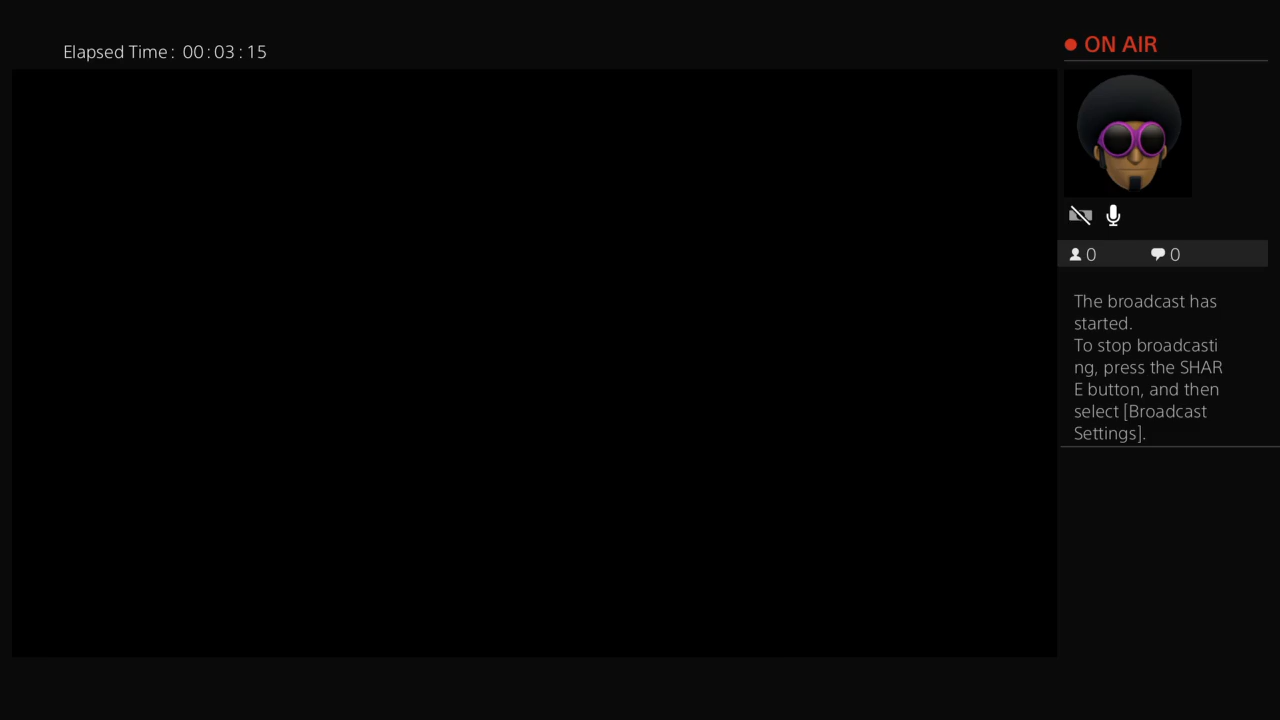 Elapsed Time: 00:03:15
ON AIR
0
0
The broadcast has
started.
To stop broadcasti
ng, press the SHAR
E button, and then
select [Broadcast
Settings].